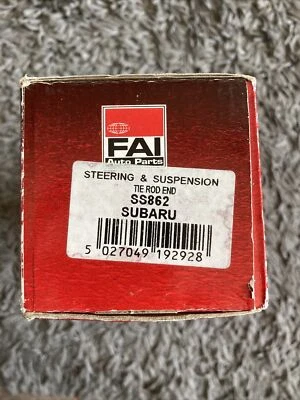 FAI
Auto Parts
STEERING & SUSPENSION
TIE ROD END
SS862
SUBARU
5 027049 192928